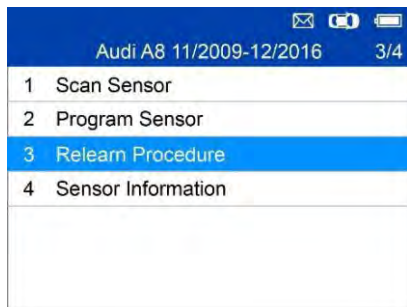 Audi A8 11/2009-12/2016 3/4
1 Scan Sensor
2 Program Sensor
3 Relearn Procedure
4 Sensor Information